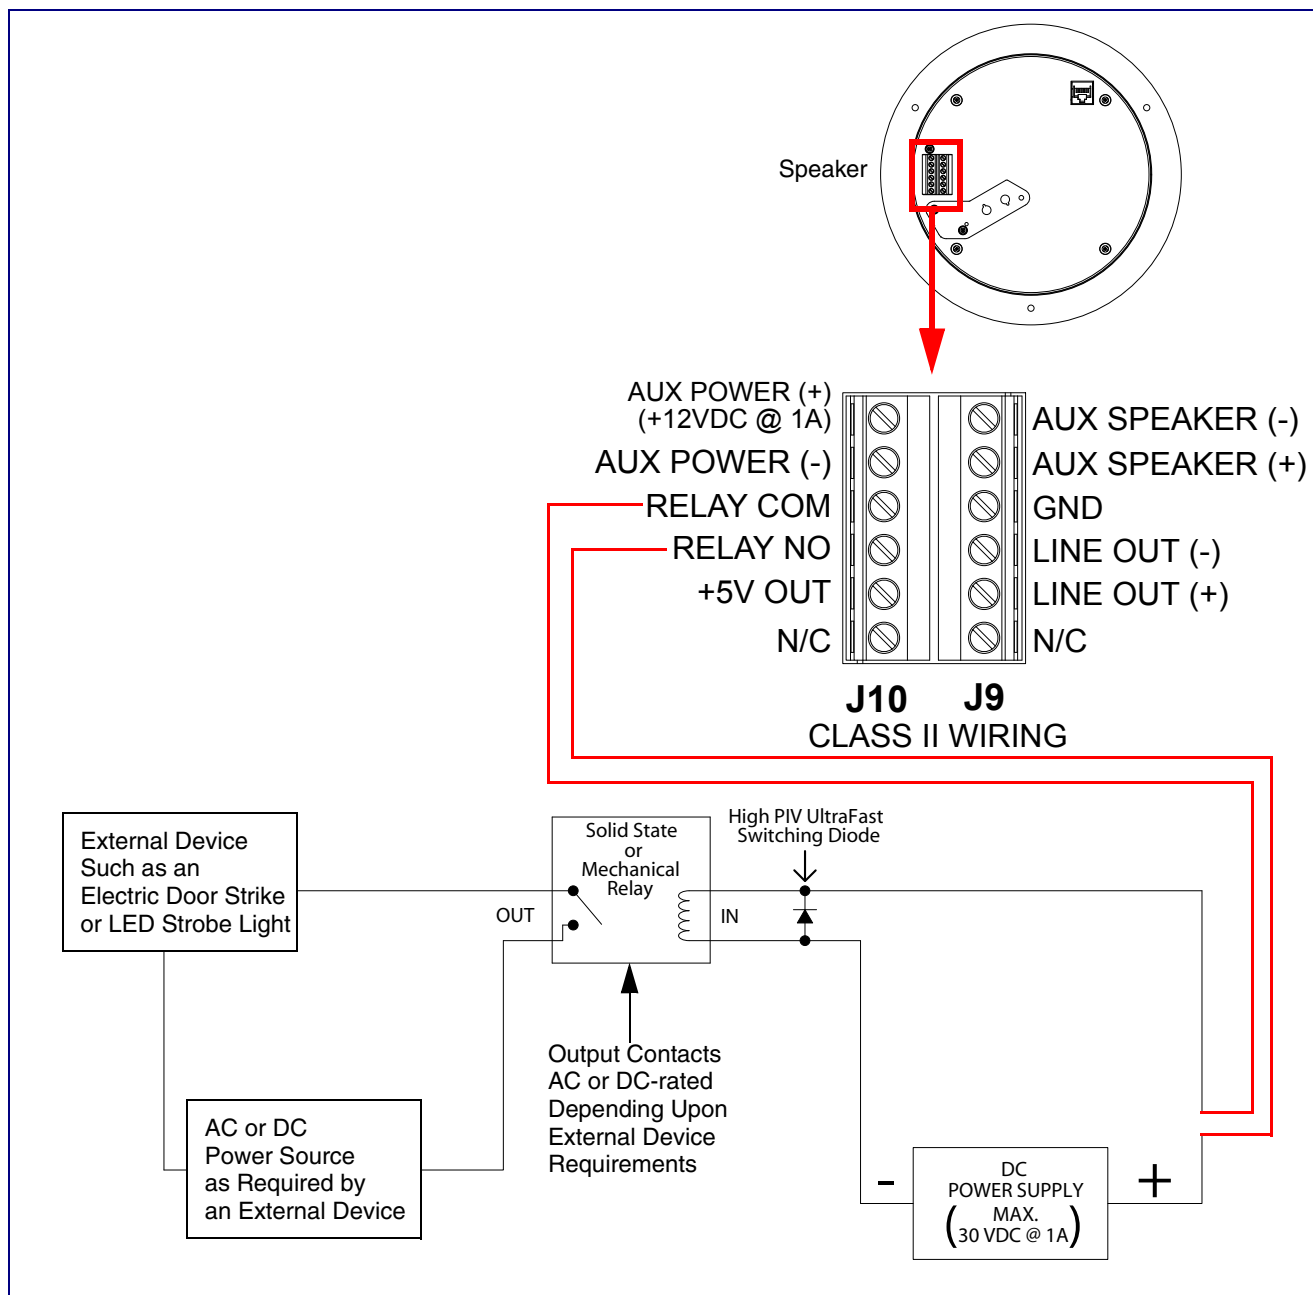 Speaker
AUX POWER (+)
(+12VDC @ 1A)
AUX POWER (-)
RELAY COM
RELAY NO
+5V OUT
N/C
AUX SPEAKER (-)
AUX SPEAKER (+)
GND
LINE OUT (-)
LINE OUT (+)
N/C
J10
J9
CLASS II WIRING
External Device
Such as an
Electric Door Strike
or LED Strobe Light
OUT
Solid State
or
Mechanical
Relay
IN
High PIV UltraFast
Switching Diode
Output Contacts
AC or DC-rated
Depending Upon
External Device
Requirements
AC or DC
Power Source
as Required by
an External Device
-
DC
POWER SUPPLY
( MAX.
30 VDC @ 1A )
+